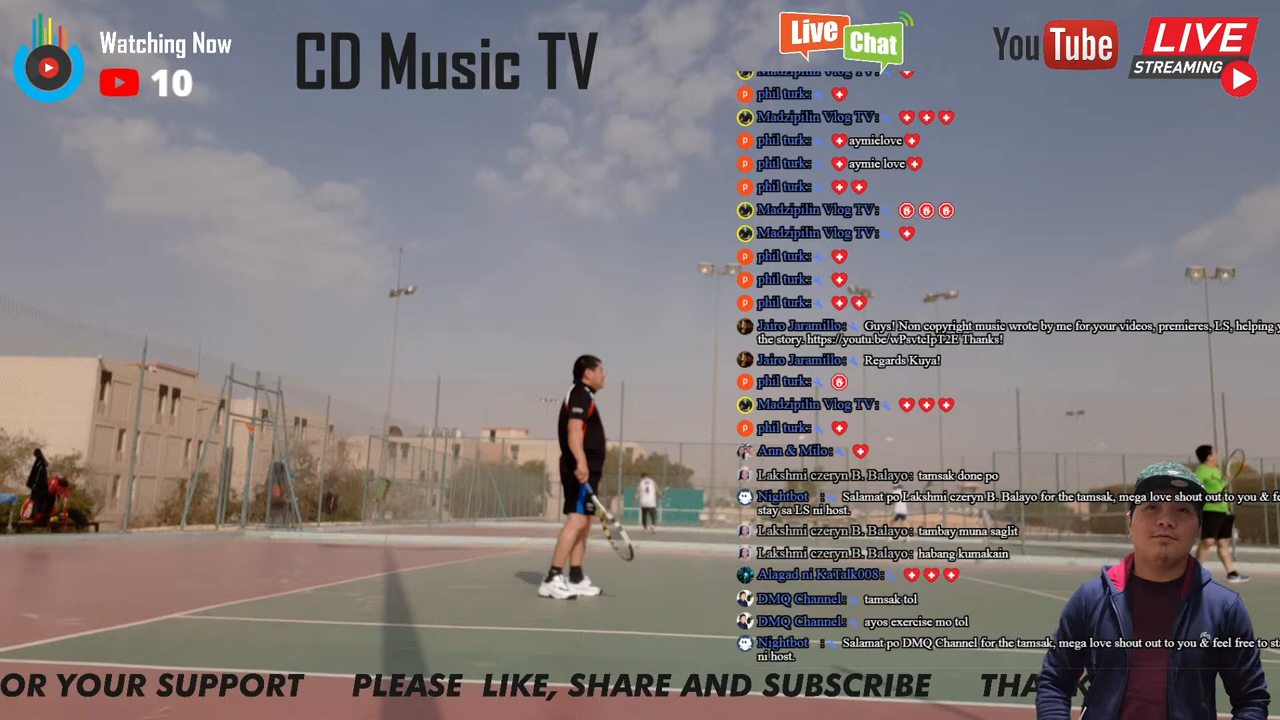 Watching Now
10
CD Music TV
Live Chat
YouTube
LIVE
STREAMING
Madzipilin Vlog TV:
phil turk:
Madzipilin Vlog TV:
phil turk: aymielove
phil turk: aymie love
phil turk:
Madzipilin Vlog TV:
Madzipilin Vlog TV:
phil turk:
phil turk:
phil turk:
Jairo Jaramillo: Guys! Non copyright music wrote by me for your videos, premieres, LS, helping
the story. https://youtu.be/wPsvtcIpT2E Thanks!
Jairo Jaramillo: Regards Kuya!
phil turk:
Madzipilin Vlog TV:
phil turk:
Ann & Milo:
Lakshmi czeryn B. Balayo: tamsak done po
Nightbot : Salamat po Lakshmi czeryn B. Balayo for the tamsak, mega love shout out to you &
stay sa LS ni host.
Lakshmi czeryn B. Balayo: tambay muna saglit
Lakshmi czeryn B. Balayo: habang kumakain
Alagad ni KaTalk008:
DMQ Channel: tamsak tol
DMQ Channel: ayos exercise mo tol
Nightbot : Salamat po DMQ Channel for the tamsak, mega love shout out to you & feel free to
ni host.
OR YOUR SUPPORT PLEASE LIKE, SHARE AND SUBSCRIBE THA